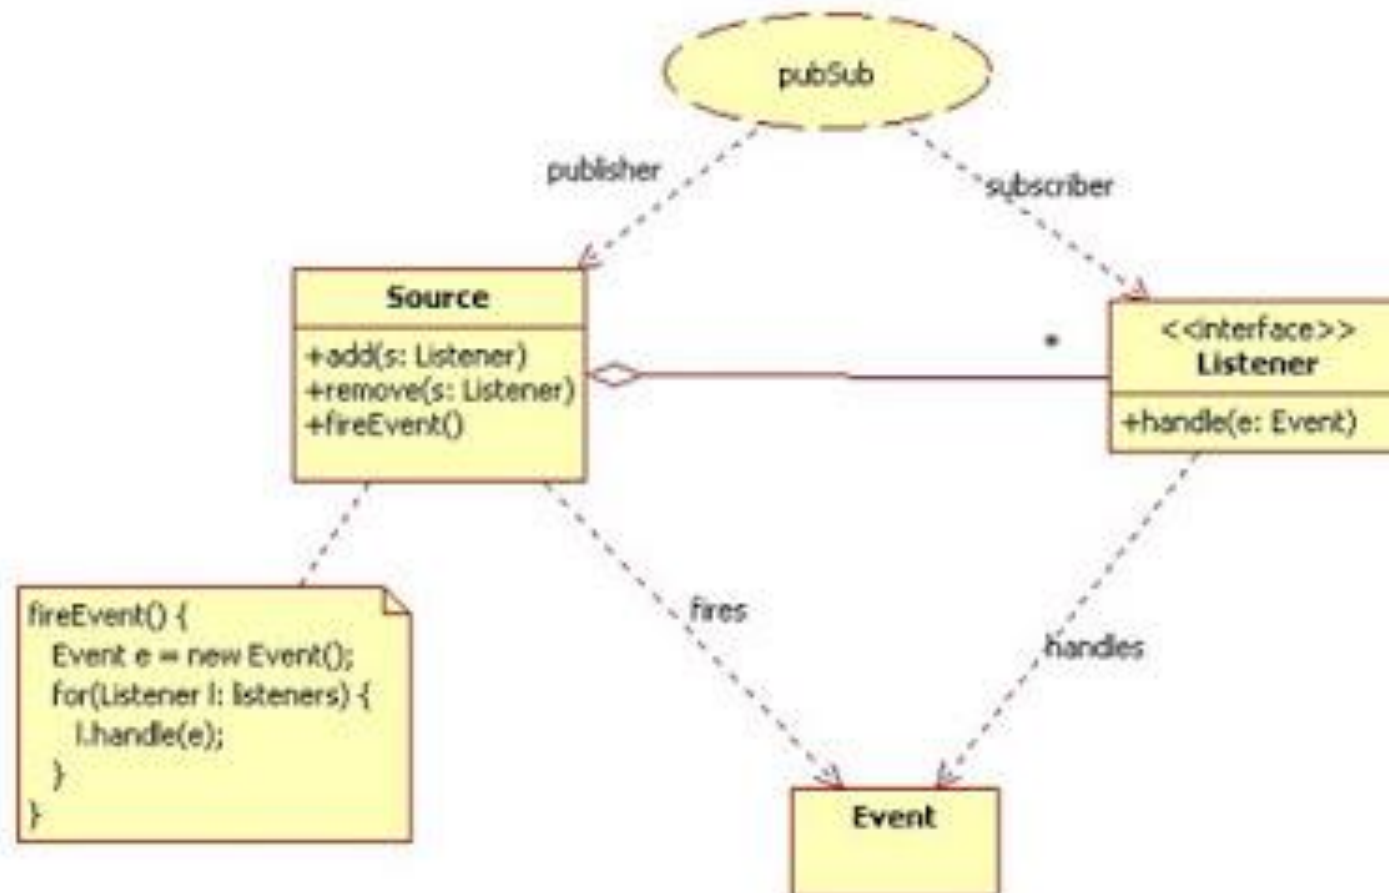 pubSub
publisher
subscriber
Source
+add(s: Listener)
+remove(s: Listener)
+fireEvent()
*
<<interface>>
Listener
+handle(e: Event)
fireEvent() {
Event e = new Event();
for(Listener l: listeners) {
l.handle(e);
}
}
fires
handles
Event